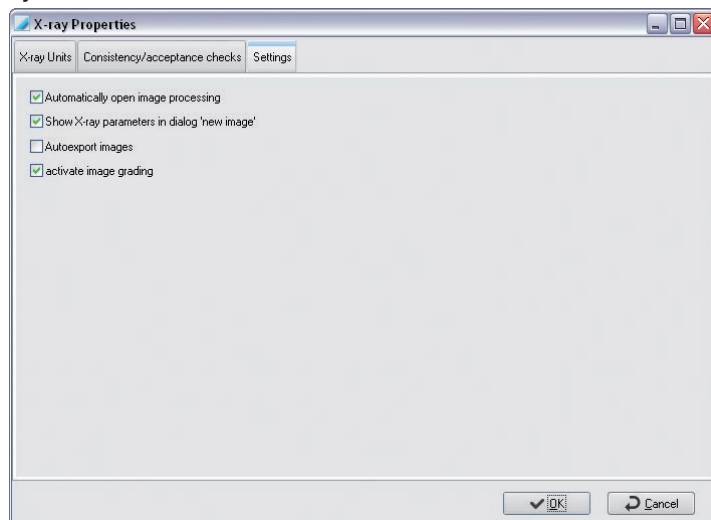 X-ray Properties
X-ray Units Consistency/acceptance checks Settings
Automatically open image processing
Show X-ray parameters in dialog 'new image'
Autoexport images
activate image grading
OK Cancel